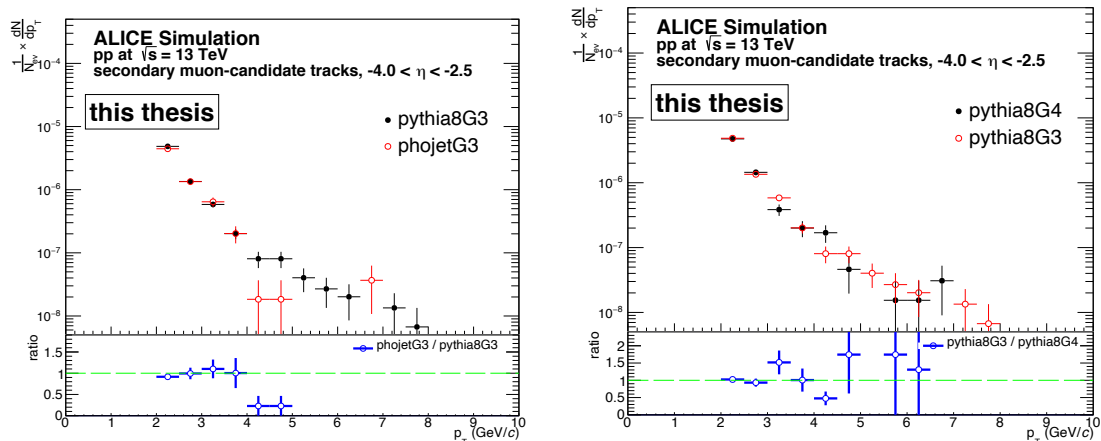 ALICE Simulation
pp at √s = 13 TeV
secondary muon-candidate tracks, -4.0 < η < -2.5
this thesis
pythia8G3
phojetG3
1/N_ev × dN/dp_T
10⁻⁴
10⁻⁵
10⁻⁶
10⁻⁷
10⁻⁸
phojetG3 / pythia8G3
ratio
1.5
1
0.5
0
0 1 2 3 4 5 6 7 8 9 10
p_T (GeV/c)
ALICE Simulation
pp at √s = 13 TeV
secondary muon-candidate tracks, -4.0 < η < -2.5
this thesis
pythia8G4
pythia8G3
1/N_ev × dN/dp_T
10⁻⁴
10⁻⁵
10⁻⁶
10⁻⁷
10⁻⁸
pythia8G3 / pythia8G4
ratio
2
1.5
1
0.5
0
0 1 2 3 4 5 6 7 8 9 10
p_T (GeV/c)